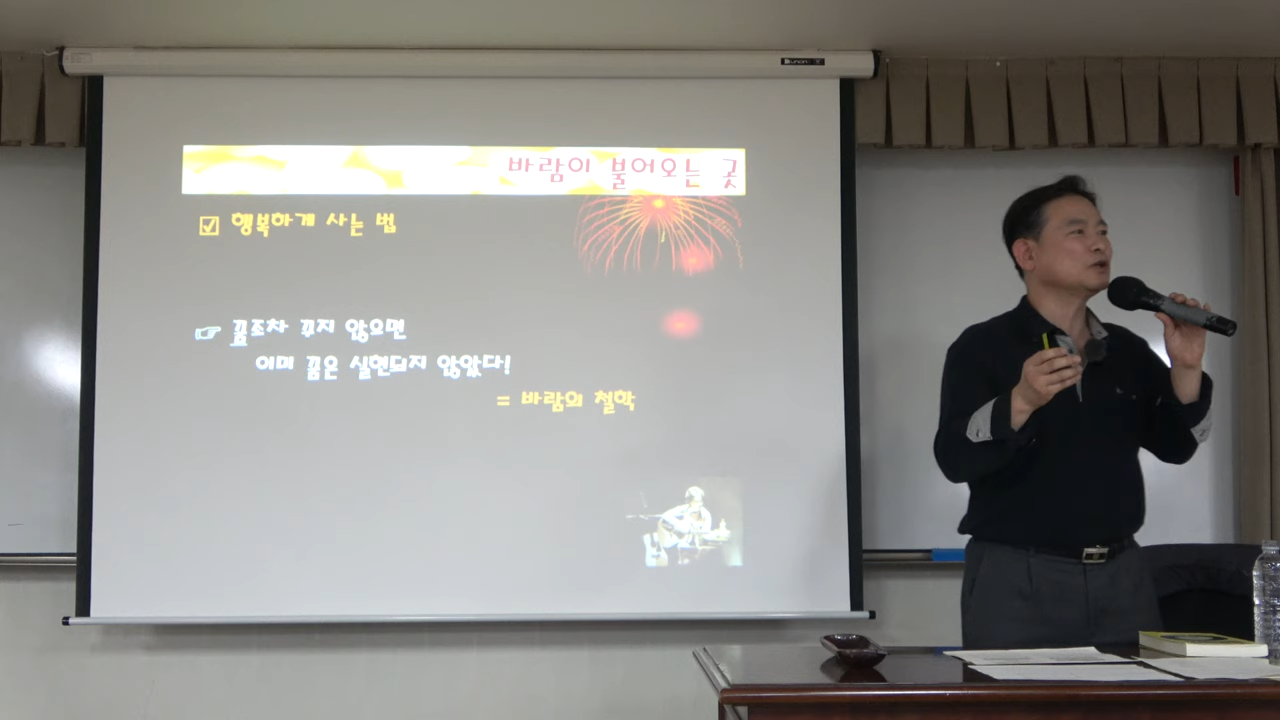 바람이 불어오는 곳
행복하게 사는 법
꿈조차 꾸지 않으면
이미 꿈은 실현되지 않았다!
= 바람의 철학